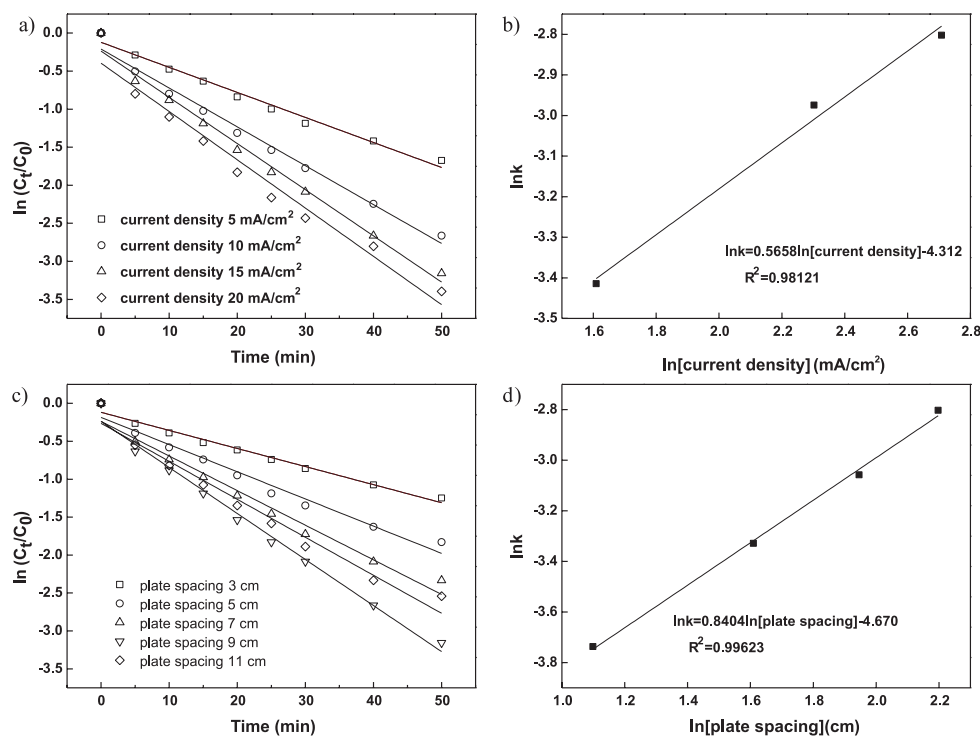 a)
ln (Ct/C0)
0.0
-0.5
-1.0
-1.5
-2.0
-2.5
-3.0
-3.5
current density 5 mA/cm²
current density 10 mA/cm²
current density 15 mA/cm²
current density 20 mA/cm²
0 10 20 30 40 50
Time (min)
b)
lnk
-2.8
-2.9
-3.0
-3.1
-3.2
-3.3
-3.4
-3.5
lnk=0.5658ln[current density]-4.312
R²=0.98121
1.6 1.8 2.0 2.2 2.4 2.6 2.8
ln[current density] (mA/cm²)
c)
ln (Ct/C0)
0.0
-0.5
-1.0
-1.5
-2.0
-2.5
-3.0
-3.5
plate spacing 3 cm
plate spacing 5 cm
plate spacing 7 cm
plate spacing 9 cm
plate spacing 11 cm
0 10 20 30 40 50
Time (min)
d)
lnk
-2.8
-3.0
-3.2
-3.4
-3.6
-3.8
lnk=0.8404ln[plate spacing]-4.670
R²=0.99623
1.0 1.2 1.4 1.6 1.8 2.0 2.2
ln[plate spacing](cm)